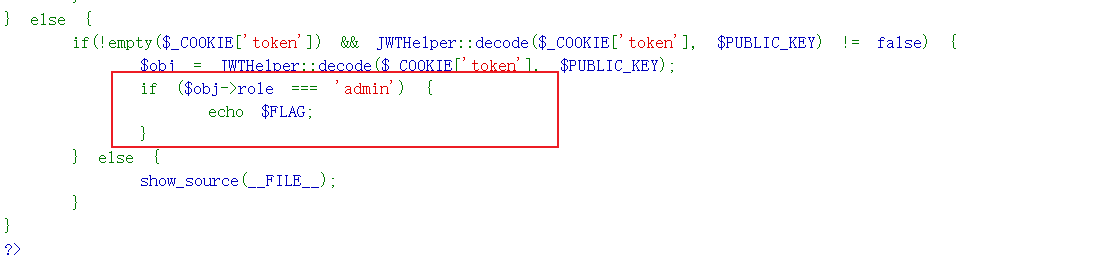 } else {
if(!empty($_COOKIE['token']) && JWTHelper::decode($_COOKIE['token'], $PUBLIC_KEY) != false) {
$obj = JWTHelper::decode($_COOKIE['token'], $PUBLIC_KEY);
if ($obj->role === 'admin') {
echo $FLAG;
}
} else {
show_source(__FILE__);
}
}
?>